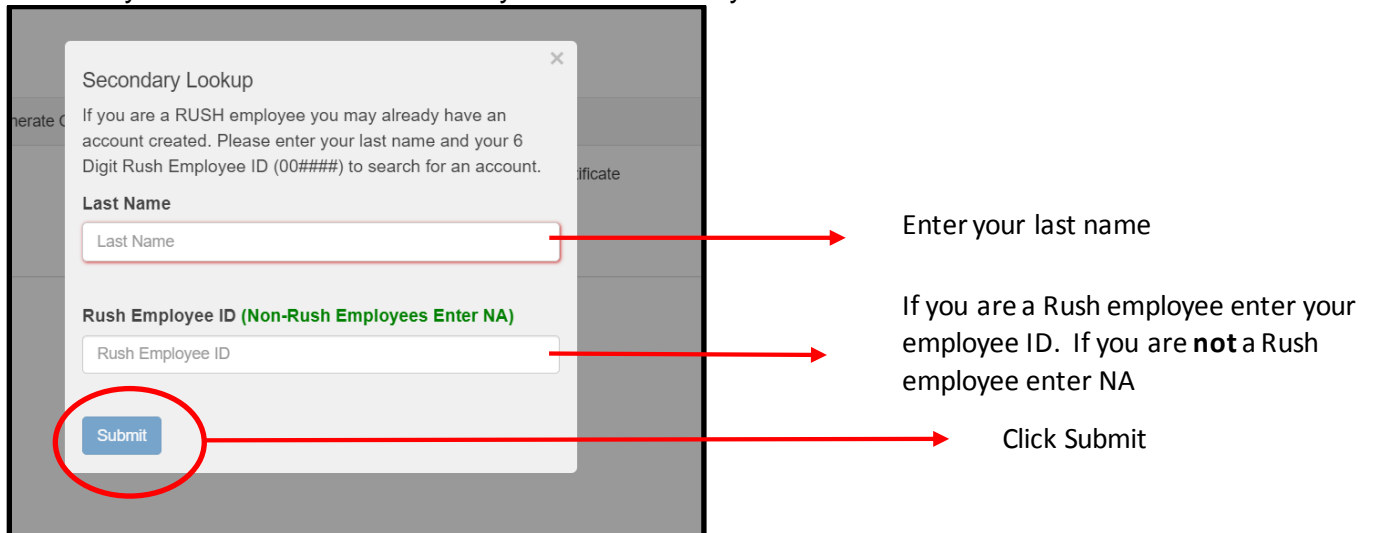 Secondary Lookup
×
If you are a RUSH employee you may already have an
account created. Please enter your last name and your 6
Digit Rush Employee ID (00####) to search for an account.
Last Name
Last Name
Enter your last name
Rush Employee ID (Non-Rush Employees Enter NA)
Rush Employee ID
If you are a Rush employee enter your
employee ID. If you are not a Rush
employee enter NA
Submit
Click Submit